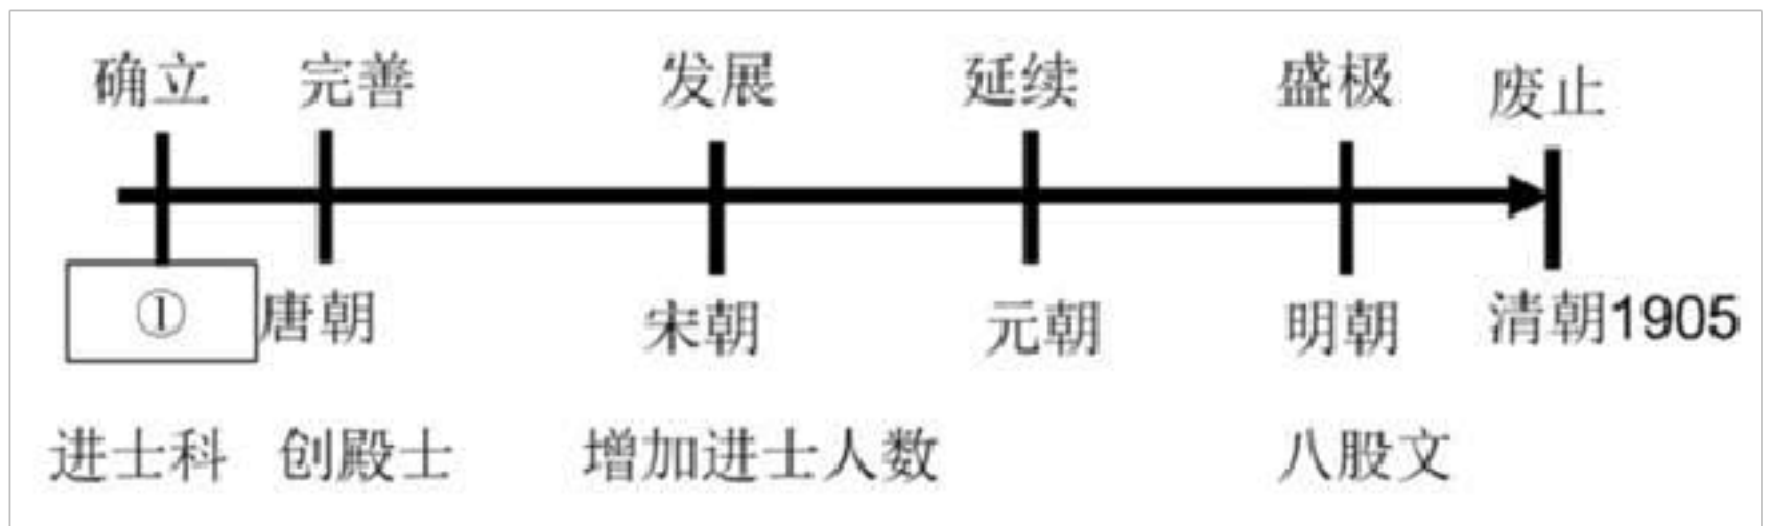 确立 完善 发展 延续 盛极 废止
① 唐朝 宋朝 元朝 明朝 清朝1905
进士科 创殿士 增加进士人数 八股文